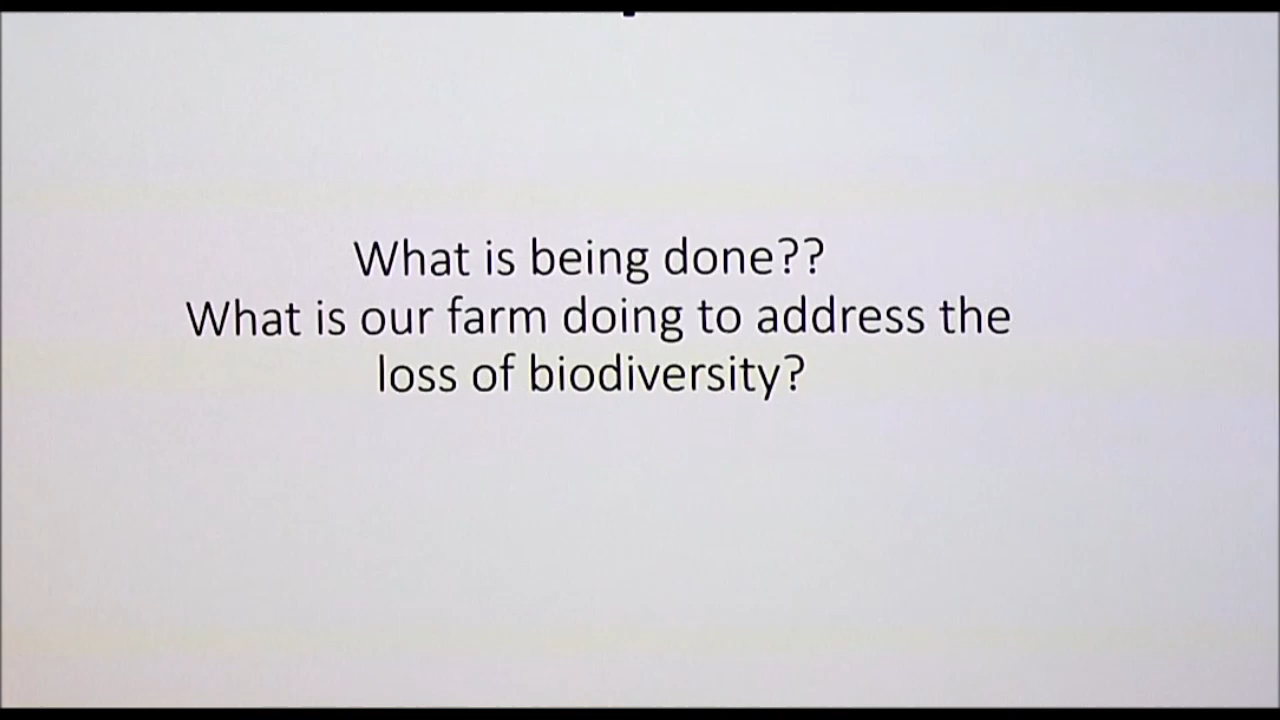 What is being done??
What is our farm doing to address the
loss of biodiversity?